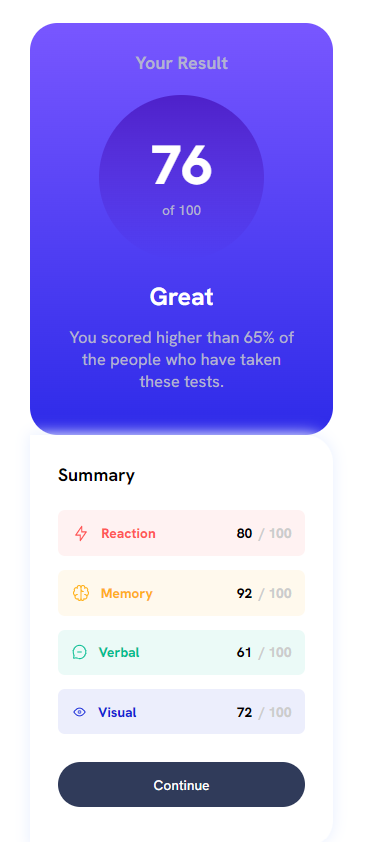 Your Result
76
of 100
Great
You scored higher than 65% of
the people who have taken
these tests.
Summary
Reaction 80 / 100
Memory 92 / 100
Verbal 61 / 100
Visual 72 / 100
Continue